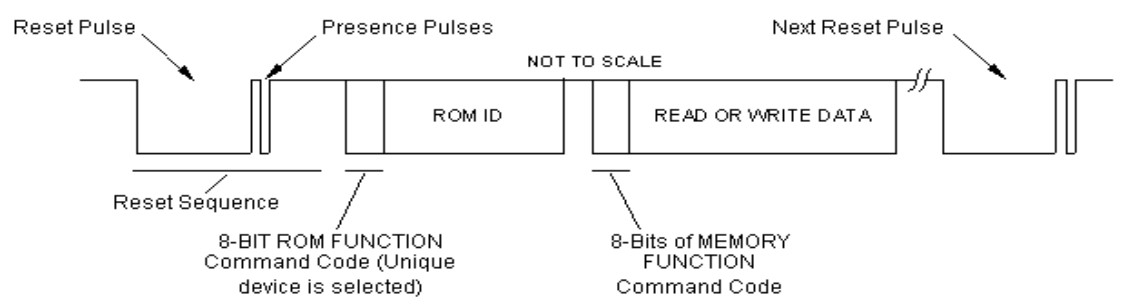 Reset Pulse
Presence Pulses
Next Reset Pulse
NOT TO SCALE
ROM ID
READ OR WRITE DATA
Reset Sequence
8-BIT ROM FUNCTION
Command Code (Unique
device is selected)
8-Bits of MEMORY
FUNCTION
Command Code